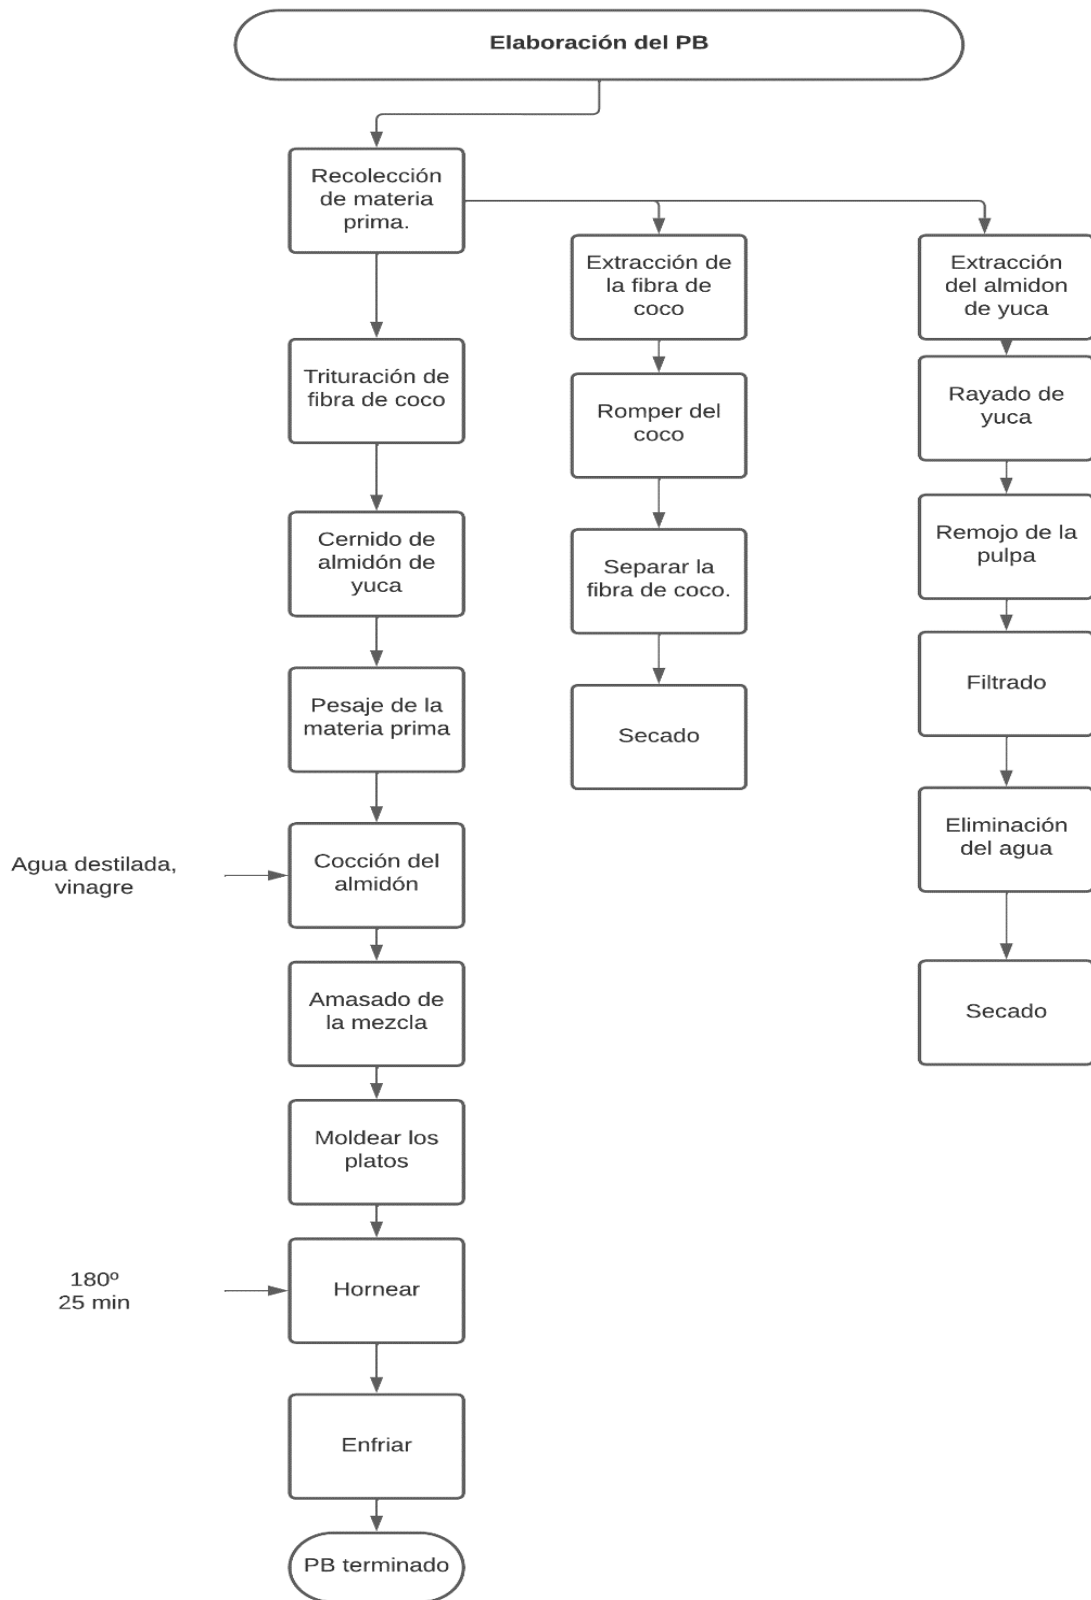 Elaboración del PB
Recolección
de materia
prima.
Extracción de
la fibra de
coco
Extracción
del almidon
de yuca
Trituración de
fibra de coco
Romper del
coco
Rayado de
yuca
Cernido de
almidón de
yuca
Separar la
fibra de coco.
Remojo de la
pulpa
Pesaje de la
materia prima
Secado
Filtrado
Agua destilada,
vinagre
Cocción del
almidón
Eliminación
del agua
Amasado de
la mezcla
Secado
Moldear los
platos
180º
25 min
Hornear
Enfriar
PB terminado